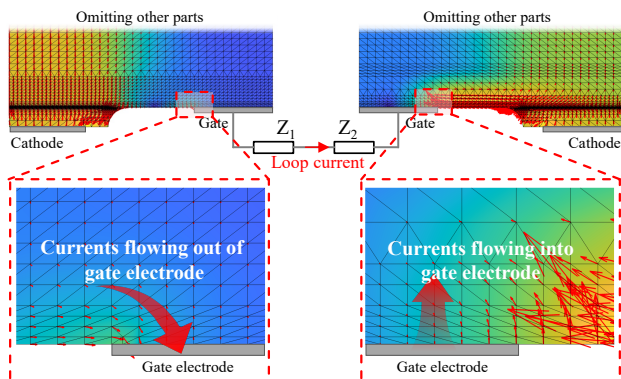 Omitting other parts
Omitting other parts
Gate
Gate
Cathode
Cathode
Z1
Z2
Loop current
Currents flowing out of
gate electrode
Currents flowing into
gate electrode
Gate electrode
Gate electrode